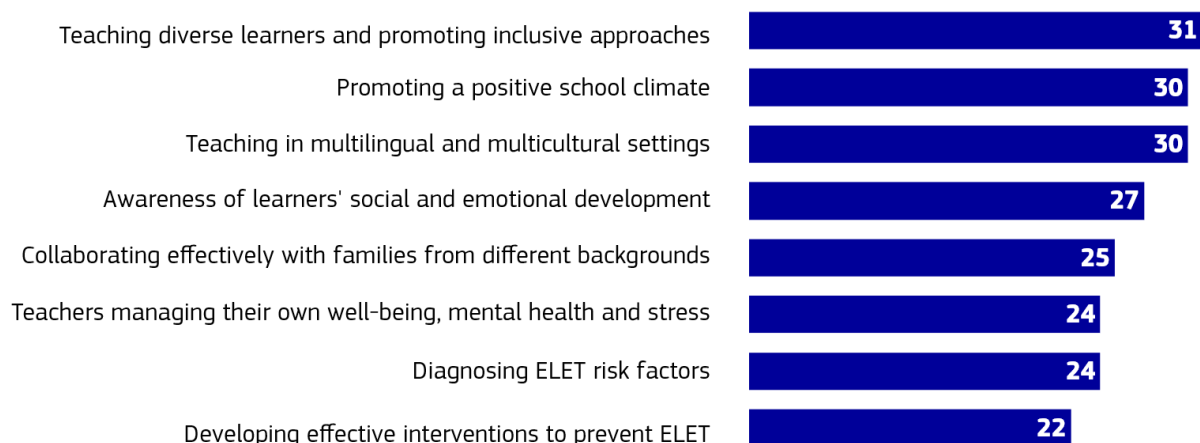 Teaching diverse learners and promoting inclusive approaches 31
Promoting a positive school climate 30
Teaching in multilingual and multicultural settings 30
Awareness of learners' social and emotional development 27
Collaborating effectively with families from different backgrounds 25
Teachers managing their own well-being, mental health and stress 24
Diagnosing ELET risk factors 24
Developing effective interventions to prevent ELET 22